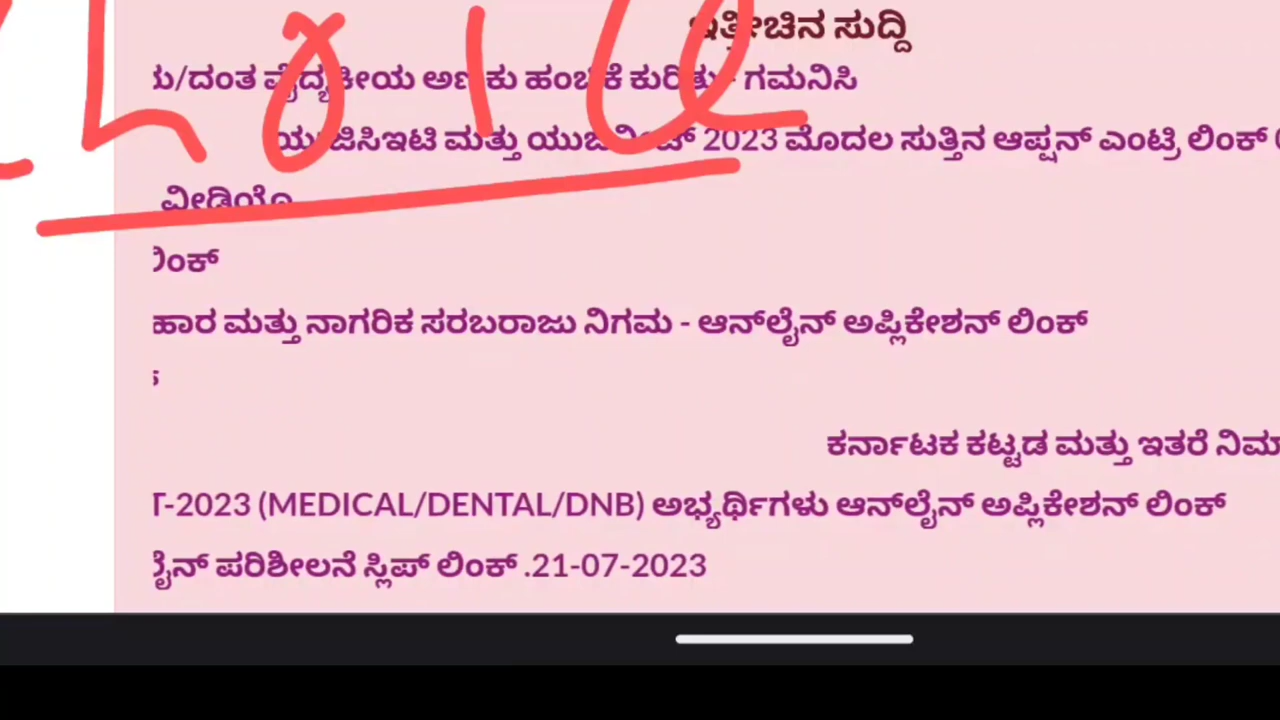 ಇತ್ತೀಚಿನ ಸುದ್ದಿ
ಮ/ದಂತ ವೈದ್ಯಕೀಯ ಅಣಕು ಹಂಚಿಕೆ ಕುರಿತು- ಗಮನಿಸಿ
ಯುಜಿಸಿಇಟಿ ಮತ್ತು ಯುಜಿನೀಟ್ 2023 ಮೊದಲ ಸುತ್ತಿನ ಆಪ್ಷನ್ ಎಂಟ್ರಿ ಲಿಂಕ್
ವೀಡಿಯೊ
ಲಿಂಕ್
ಹಾರ ಮತ್ತು ನಾಗರಿಕ ಸರಬರಾಜು ನಿಗಮ - ಆನ್‌ಲೈನ್ ಅಪ್ಲಿಕೇಶನ್ ಲಿಂಕ್
ಕರ್ನಾಟಕ ಕಟ್ಟಡ ಮತ್ತು ಇತರೆ ನಿರ್ಮಾ
T-2023 (MEDICAL/DENTAL/DNB) ಅಭ್ಯರ್ಥಿಗಳು ಆನ್‌ಲೈನ್ ಅಪ್ಲಿಕೇಶನ್ ಲಿಂಕ್
ಲೈನ್ ಪರಿಶೀಲನೆ ಸ್ಲಿಪ್ ಲಿಂಕ್ .21-07-2023